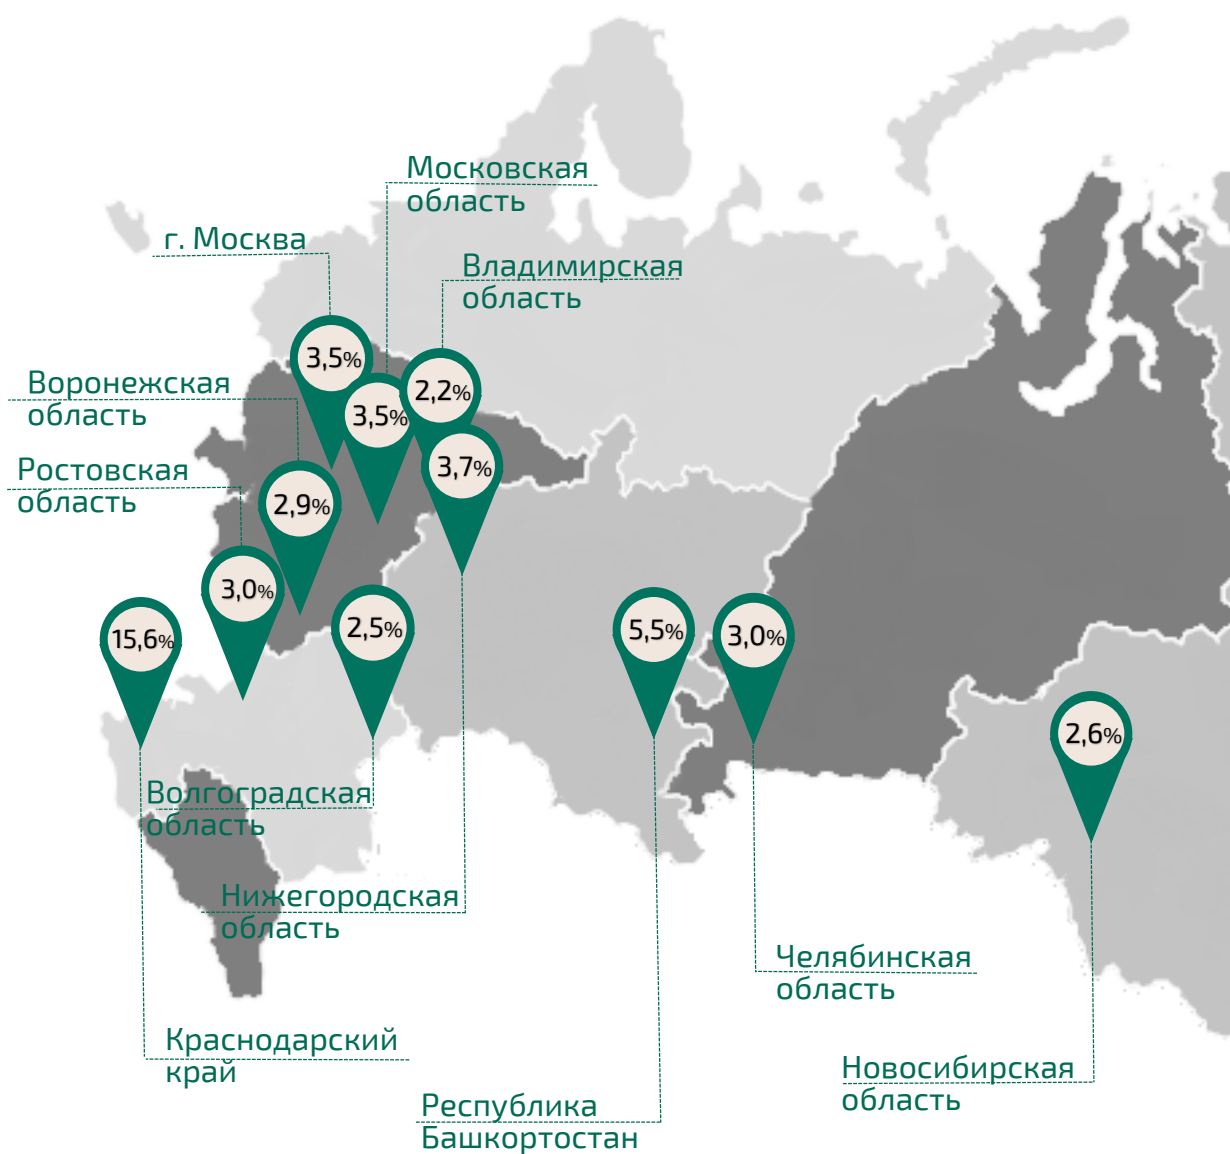 Московская
область
г. Москва
Владимирская
область
3,5%
Воронежская
область
2,2%
3,5%
Ростовская
область
3,7%
2,9%
3,0%
15,6%
2,5%
5,5%
3,0%
2,6%
Волгоградская
область
Нижегородская
область
Челябинская
область
Краснодарский
край
Новосибирская
область
Республика
Башкортостан